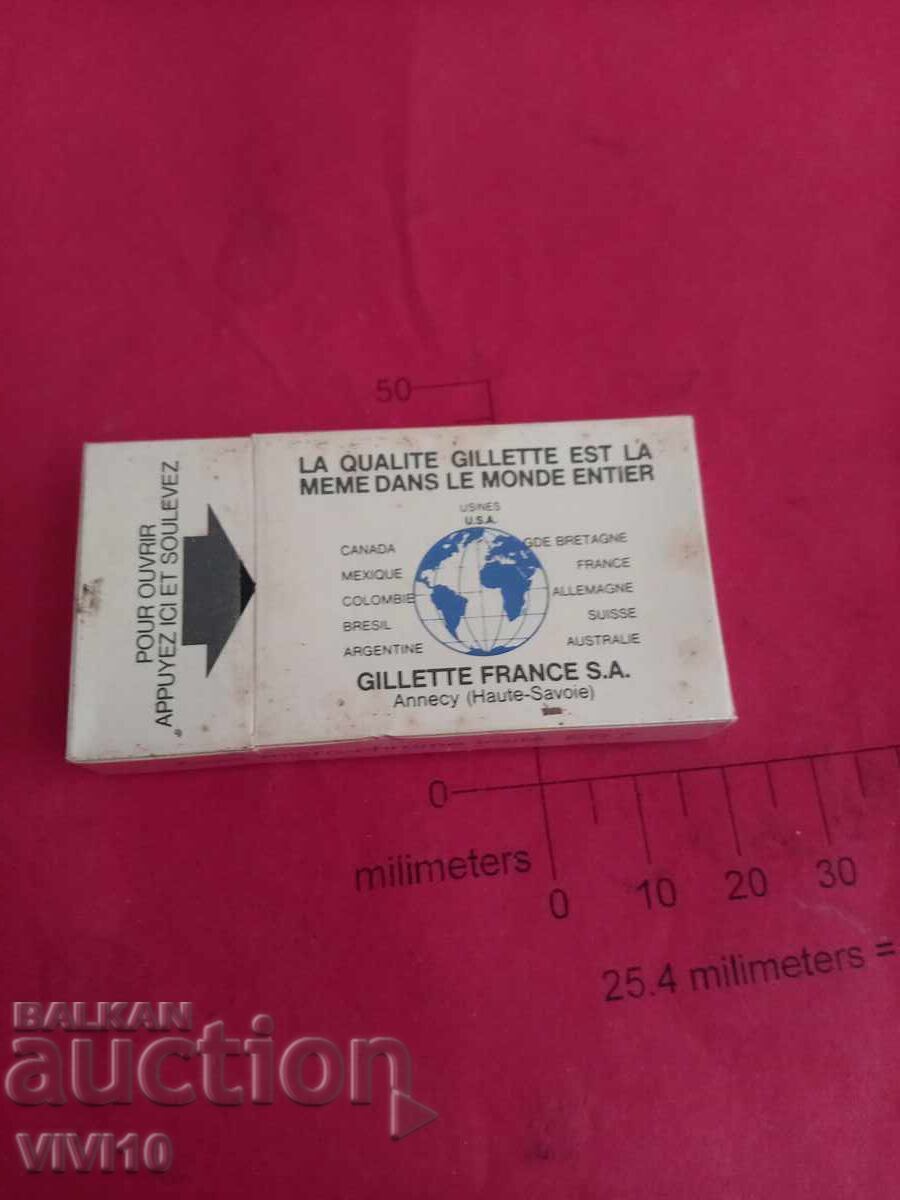 50
LA QUALITE GILLETTE EST LA
MEME DANS LE MONDE ENTIER
USINES
U.S.A.
CANADA
MEXIQUE
COLOMBIE
BRESIL
ARGENTINE
GDE BRETAGNE
FRANCE
ALLEMAGNE
SUISSE
AUSTRALIE
GILLETTE FRANCE S.A.
Annecy (Haute-Savoie)
POUR OUVRIR
APPUYEZ ICI ET SOULEVEZ
0
milimeters
0 10 20 30
25.4 milimeters =
BALKAN
auction
VIVI10